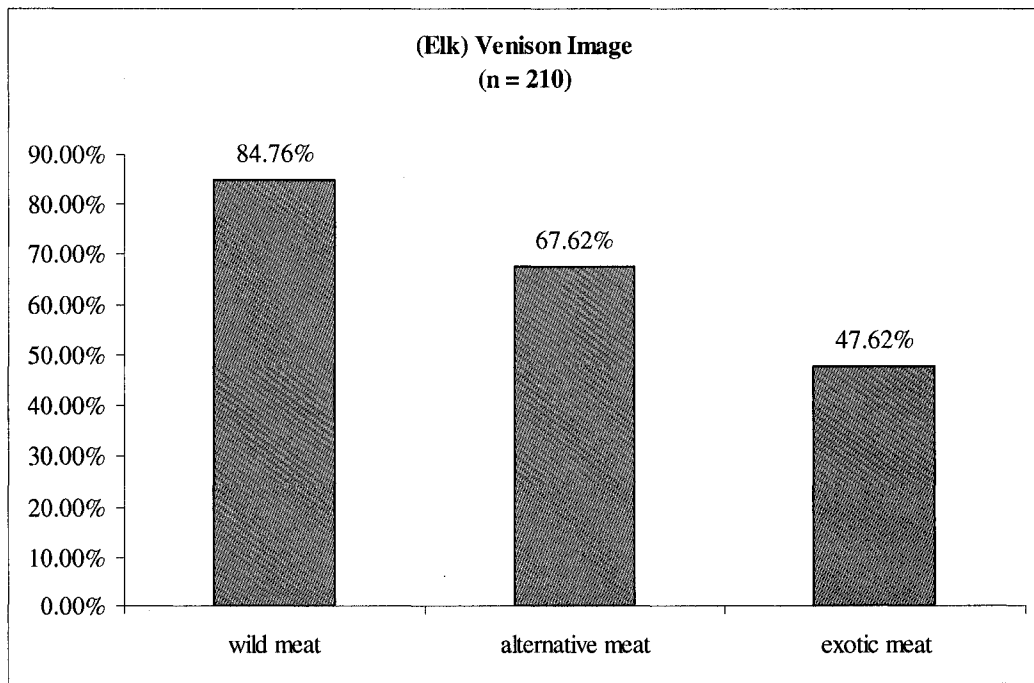 (Elk) Venison Image
(n = 210)
90.00%
80.00%
70.00%
60.00%
50.00%
40.00%
30.00%
20.00%
10.00%
0.00%
84.76%
67.62%
47.62%
wild meat
alternative meat
exotic meat